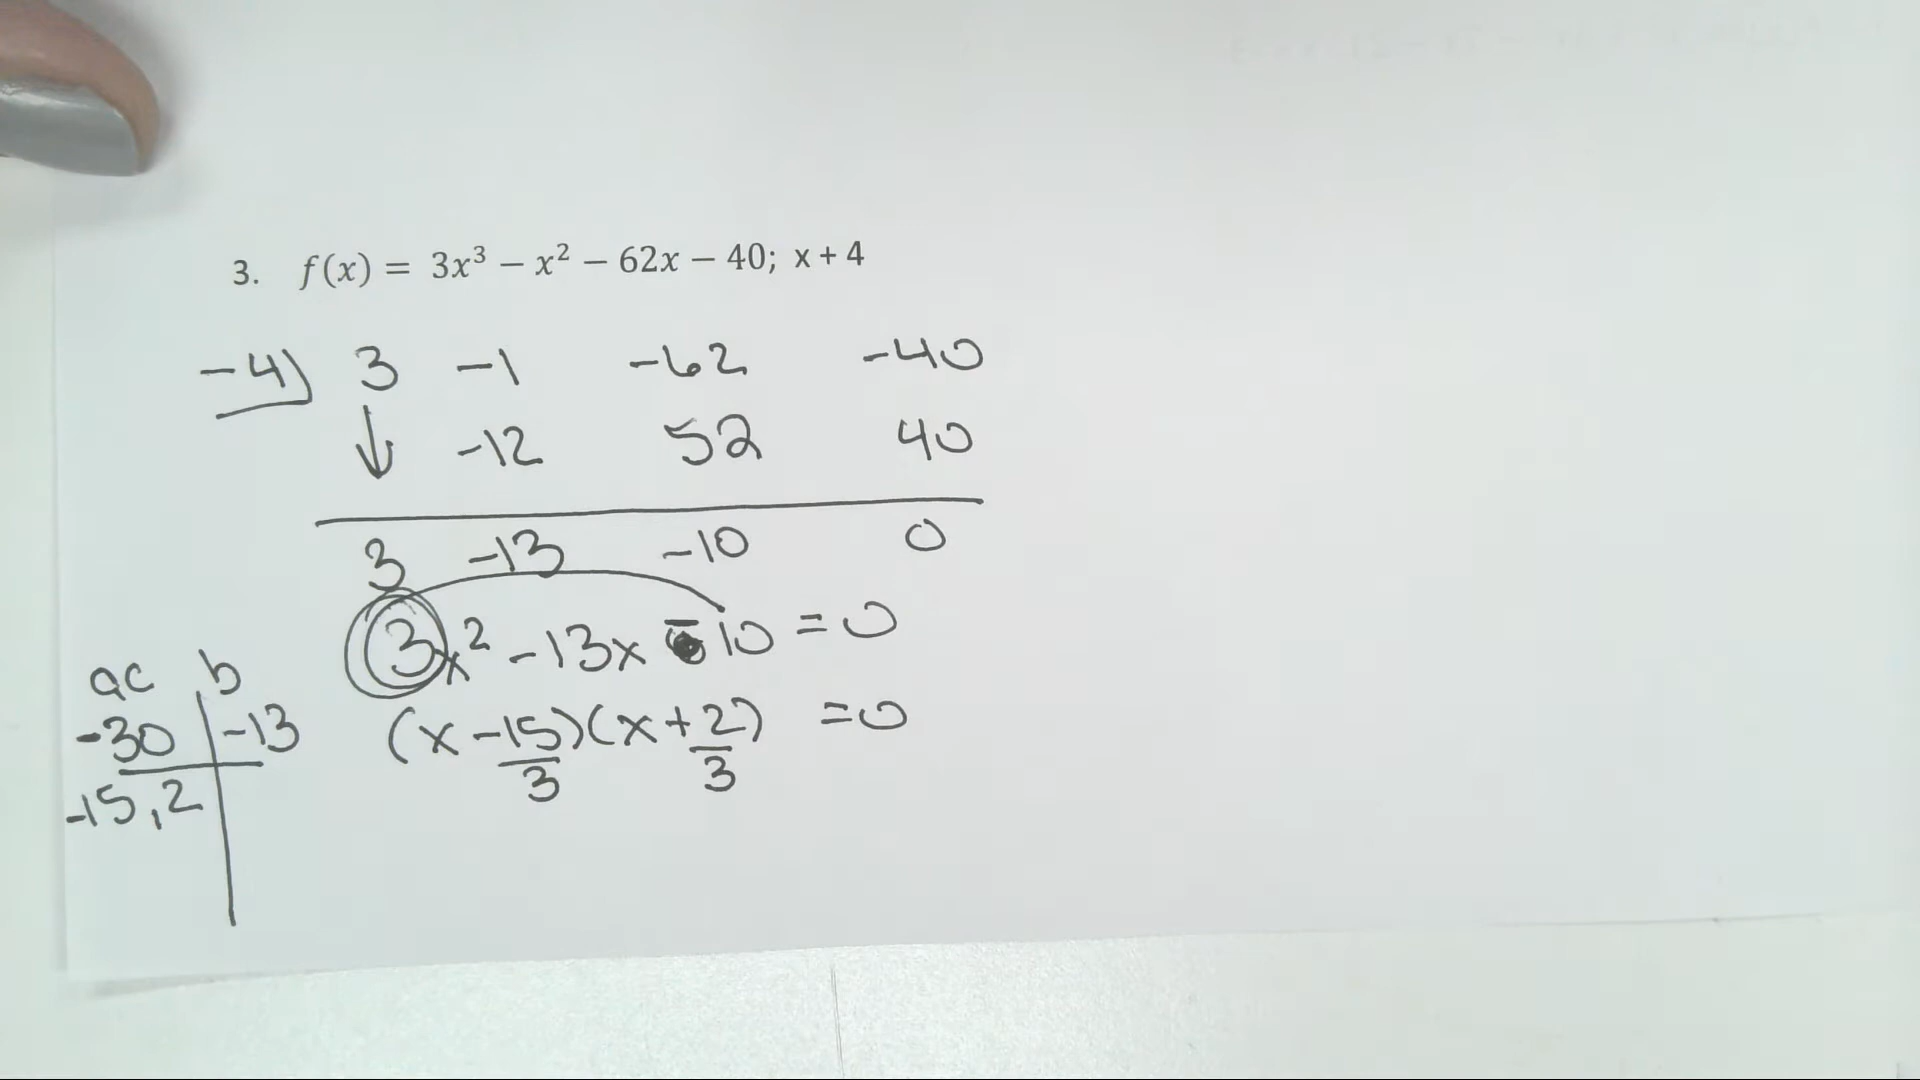 3. f(x) = 3x³ − x² − 62x − 40; x + 4
-4) 3 -1 -62 -40
↓ -12 52 40
3 -13 -10 0
3x² - 13x - 10 = 0
ac b
-30 -13
(x - 15/3)(x + 2/3) = 0
-15, 2